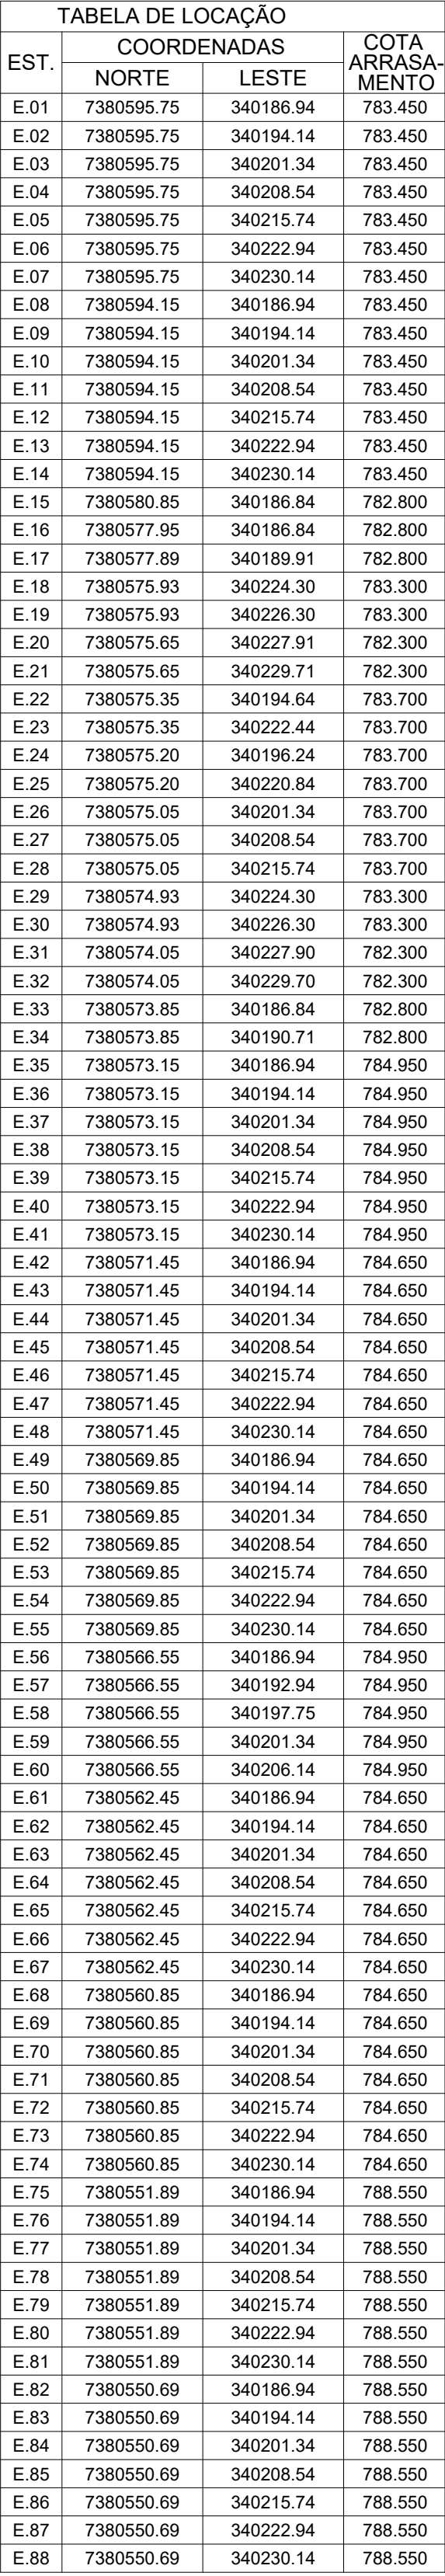 TABELA DE LOCAÇÃO
EST.
COORDENADAS
COTA
ARRASA-
MENTO
NORTE LESTE
E.01 7380595.75 340186.94 783.450
E.02 7380595.75 340194.14 783.450
E.03 7380595.75 340201.34 783.450
E.04 7380595.75 340208.54 783.450
E.05 7380595.75 340215.74 783.450
E.06 7380595.75 340222.94 783.450
E.07 7380595.75 340230.14 783.450
E.08 7380594.15 340186.94 783.450
E.09 7380594.15 340194.14 783.450
E.10 7380594.15 340201.34 783.450
E.11 7380594.15 340208.54 783.450
E.12 7380594.15 340215.74 783.450
E.13 7380594.15 340222.94 783.450
E.14 7380594.15 340230.14 783.450
E.15 7380580.85 340186.84 782.800
E.16 7380577.95 340186.84 782.800
E.17 7380577.89 340189.91 782.800
E.18 7380575.93 340224.30 783.300
E.19 7380575.93 340226.30 783.300
E.20 7380575.65 340227.91 782.300
E.21 7380575.65 340229.71 782.300
E.22 7380575.35 340194.64 783.700
E.23 7380575.35 340222.44 783.700
E.24 7380575.20 340196.24 783.700
E.25 7380575.20 340220.84 783.700
E.26 7380575.05 340201.34 783.700
E.27 7380575.05 340208.54 783.700
E.28 7380575.05 340215.74 783.700
E.29 7380574.93 340224.30 783.300
E.30 7380574.93 340226.30 783.300
E.31 7380574.05 340227.90 782.300
E.32 7380574.05 340229.70 782.300
E.33 7380573.85 340186.84 782.800
E.34 7380573.85 340190.71 782.800
E.35 7380573.15 340186.94 784.950
E.36 7380573.15 340194.14 784.950
E.37 7380573.15 340201.34 784.950
E.38 7380573.15 340208.54 784.950
E.39 7380573.15 340215.74 784.950
E.40 7380573.15 340222.94 784.950
E.41 7380573.15 340230.14 784.950
E.42 7380571.45 340186.94 784.650
E.43 7380571.45 340194.14 784.650
E.44 7380571.45 340201.34 784.650
E.45 7380571.45 340208.54 784.650
E.46 7380571.45 340215.74 784.650
E.47 7380571.45 340222.94 784.650
E.48 7380571.45 340230.14 784.650
E.49 7380569.85 340186.94 784.650
E.50 7380569.85 340194.14 784.650
E.51 7380569.85 340201.34 784.650
E.52 7380569.85 340208.54 784.650
E.53 7380569.85 340215.74 784.650
E.54 7380569.85 340222.94 784.650
E.55 7380569.85 340230.14 784.650
E.56 7380566.55 340186.94 784.950
E.57 7380566.55 340192.94 784.950
E.58 7380566.55 340197.75 784.950
E.59 7380566.55 340201.34 784.950
E.60 7380566.55 340206.14 784.950
E.61 7380562.45 340186.94 784.650
E.62 7380562.45 340194.14 784.650
E.63 7380562.45 340201.34 784.650
E.64 7380562.45 340208.54 784.650
E.65 7380562.45 340215.74 784.650
E.66 7380562.45 340222.94 784.650
E.67 7380562.45 340230.14 784.650
E.68 7380560.85 340186.94 784.650
E.69 7380560.85 340194.14 784.650
E.70 7380560.85 340201.34 784.650
E.71 7380560.85 340208.54 784.650
E.72 7380560.85 340215.74 784.650
E.73 7380560.85 340222.94 784.650
E.74 7380560.85 340230.14 784.650
E.75 7380551.89 340186.94 788.550
E.76 7380551.89 340194.14 788.550
E.77 7380551.89 340201.34 788.550
E.78 7380551.89 340208.54 788.550
E.79 7380551.89 340215.74 788.550
E.80 7380551.89 340222.94 788.550
E.81 7380551.89 340230.14 788.550
E.82 7380550.69 340186.94 788.550
E.83 7380550.69 340194.14 788.550
E.84 7380550.69 340201.34 788.550
E.85 7380550.69 340208.54 788.550
E.86 7380550.69 340215.74 788.550
E.87 7380550.69 340222.94 788.550
E.88 7380550.69 340230.14 788.550